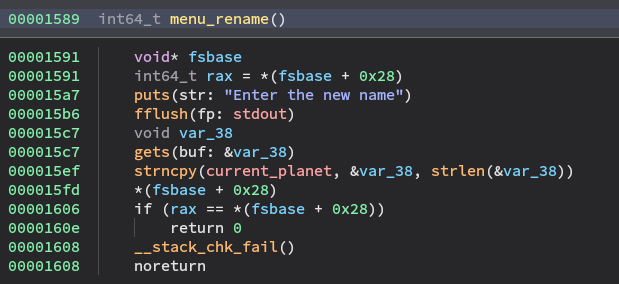 00001589 int64_t menu_rename()
00001591 void* fsbase
00001591 int64_t rax = *(fsbase + 0x28)
000015a7 puts(str: "Enter the new name")
000015b6 fflush(fp: stdout)
000015c7 void var_38
000015c7 gets(buf: &var_38)
000015ef strncpy(current_planet, &var_38, strlen(&var_38))
000015fd *(fsbase + 0x28)
00001606 if (rax == *(fsbase + 0x28))
0000160e return 0
00001608 __stack_chk_fail()
00001608 noreturn